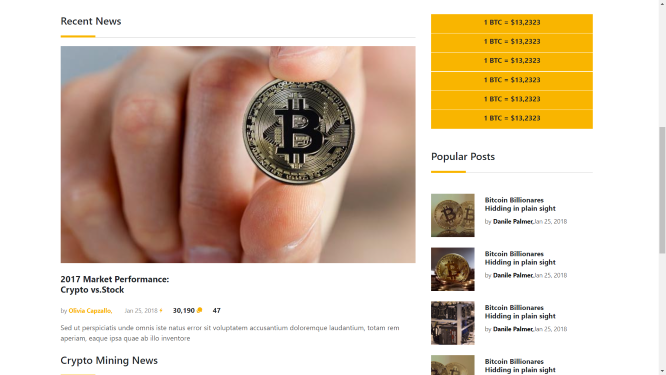 Recent News
2017 Market Performance:
Crypto vs.Stock
by Olivia Capzallo, Jan 25, 2018 30,190 47
Sed ut perspiciatis unde omnis iste natus error sit voluptatem accusantium doloremque laudantium, totam rem
aperiam, eaque ipsa quae ab illo inventore
Crypto Mining News
1 BTC = $13,2323
1 BTC = $13,2323
1 BTC = $13,2323
1 BTC = $13,2323
1 BTC = $13,2323
1 BTC = $13,2323
Popular Posts
Bitcoin Billionares
Hidding in plain sight
by Danile Palmer,Jan 25, 2018
Bitcoin Billionares
Hidding in plain sight
by Danile Palmer,Jan 25, 2018
Bitcoin Billionares
Hidding in plain sight
by Danile Palmer,Jan 25, 2018
Bitcoin Billionares
Hidding in plain sight